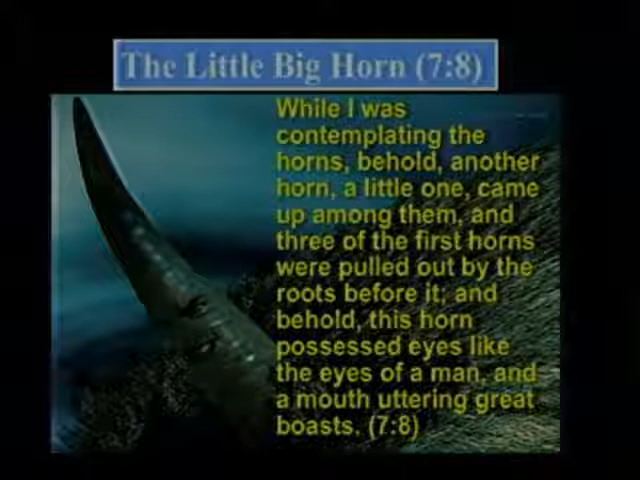 The Little Big Horn (7:8)
While I was
contemplating the
horns, behold, another
horn, a little one, came
up among them, and
three of the first horns
were pulled out by the
roots before it; and
behold, this horn
possessed eyes like
the eyes of a man, and
a mouth uttering great
boasts. (7:8)